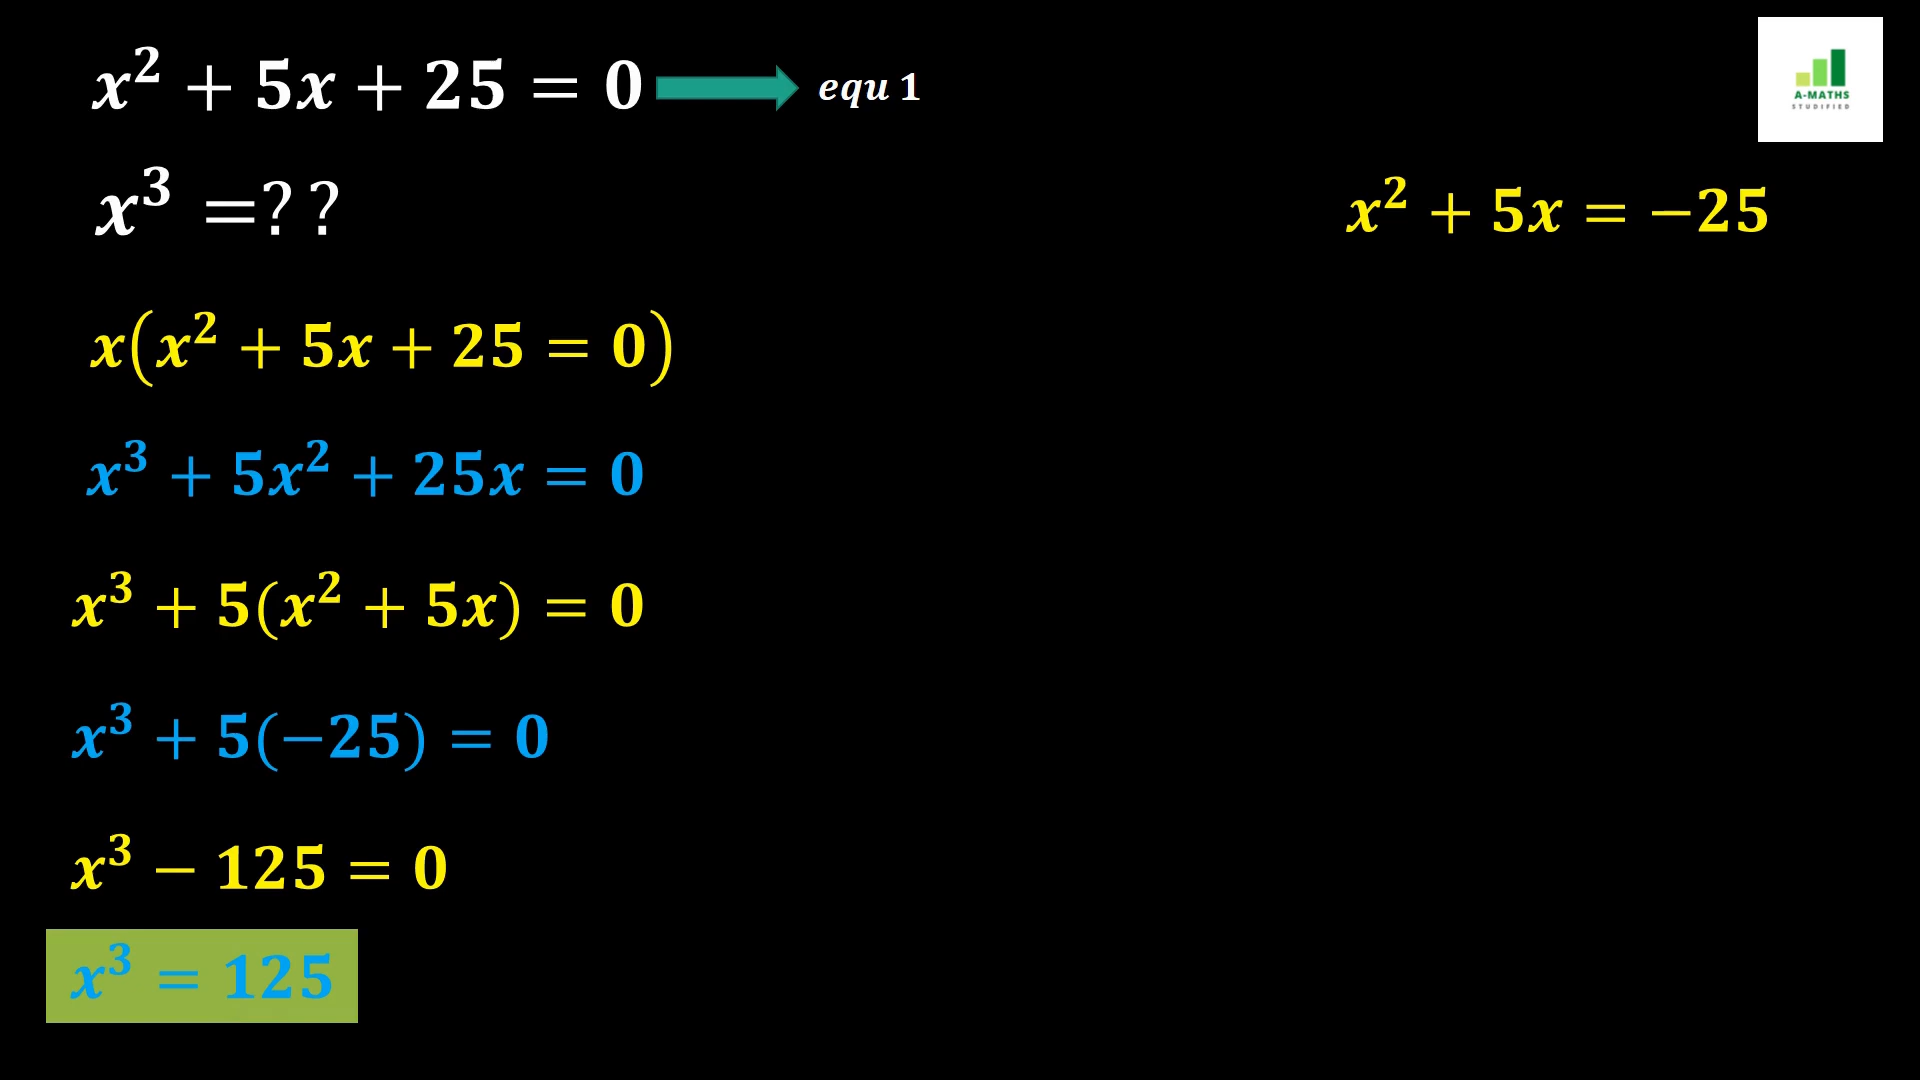 x² + 5x + 25 = 0 equ 1
A-MATHS
STUDIFIED
x³ =??
x² + 5x = −25
x(x² + 5x + 25 = 0)
x³ + 5x² + 25x = 0
x³ + 5(x² + 5x) = 0
x³ + 5(−25) = 0
x³ − 125 = 0
x³ = 125